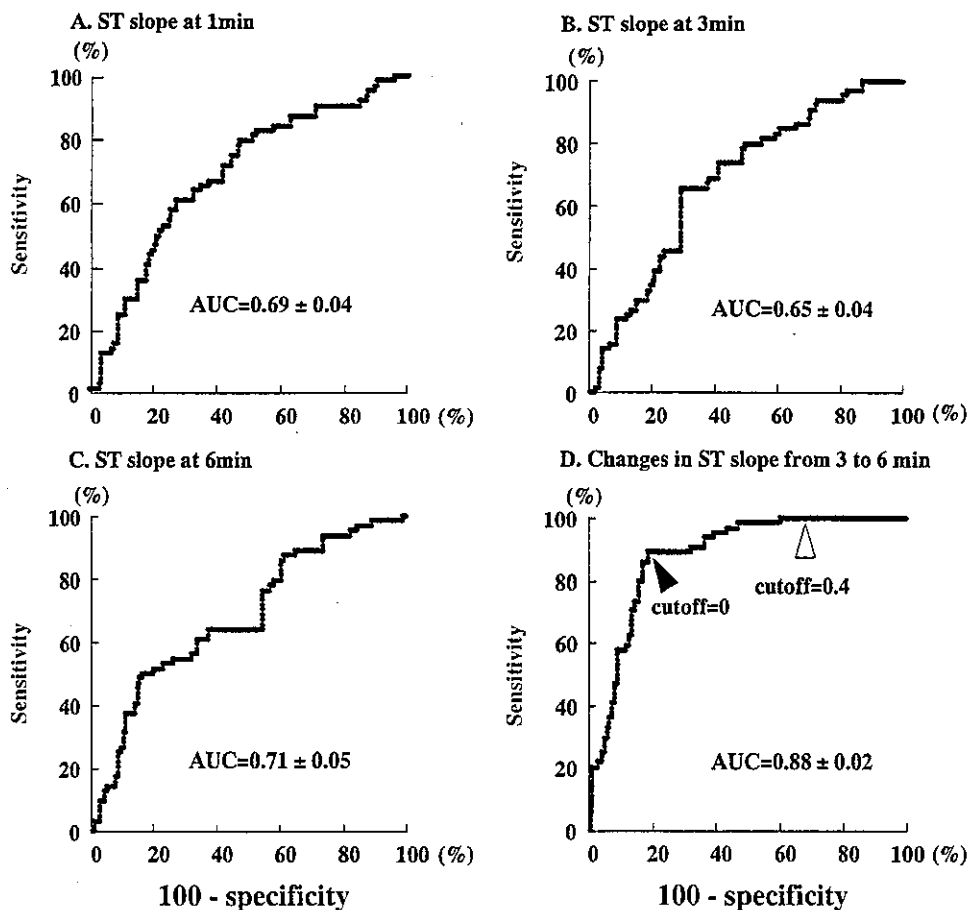 A. ST slope at 1min
(%)
100
80
60
40
20
0
Sensitivity
AUC=0.69 ± 0.04
0 20 40 60 80 100 (%)
B. ST slope at 3min
(%)
100
80
60
40
20
0
Sensitivity
AUC=0.65 ± 0.04
0 20 40 60 80 100 (%)
C. ST slope at 6min
(%)
100
80
60
40
20
0
Sensitivity
AUC=0.71 ± 0.05
0 20 40 60 80 100 (%)
100 - specificity
D. Changes in ST slope from 3 to 6 min
(%)
100
80
60
40
20
0
Sensitivity
cutoff=0
cutoff=0.4
AUC=0.88 ± 0.02
0 20 40 60 80 100 (%)
100 - specificity